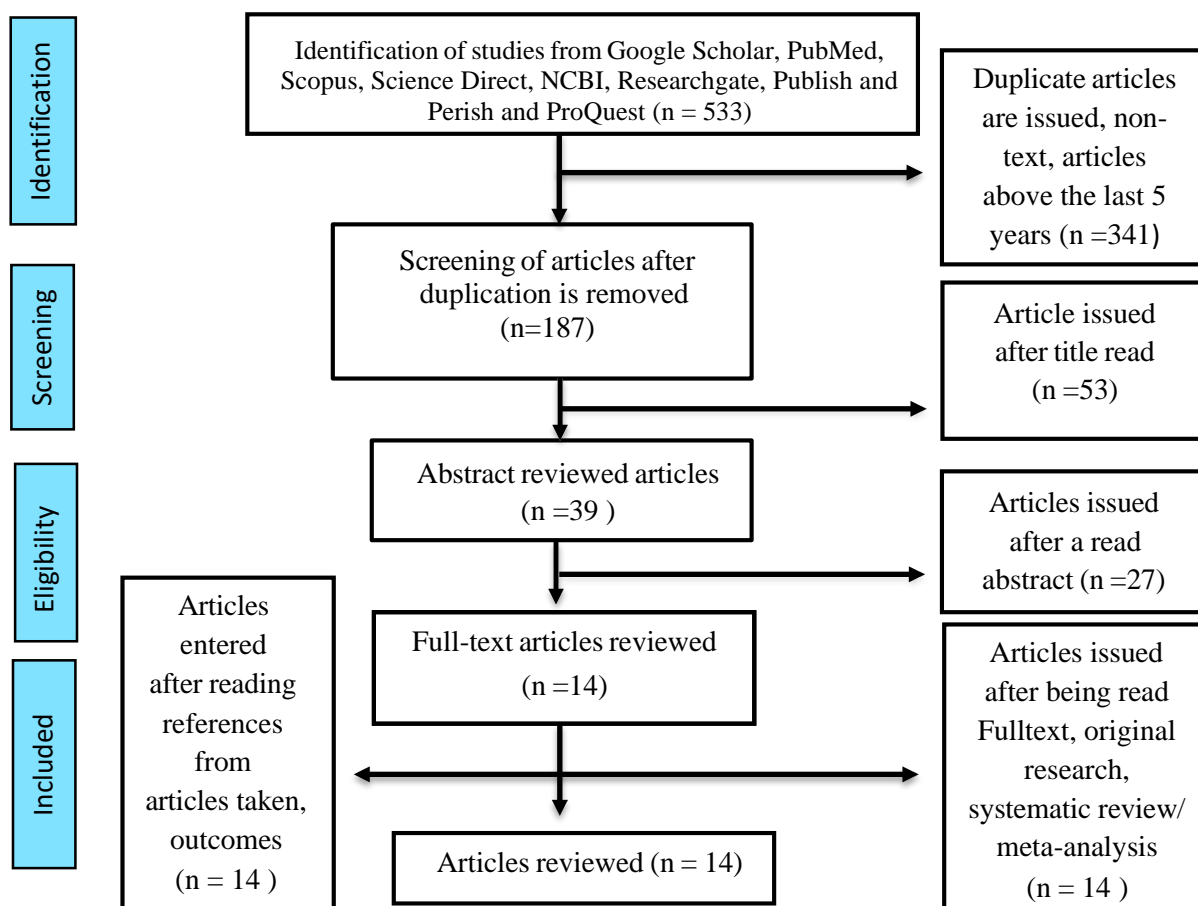 Identification
Identification of studies from Google Scholar, PubMed,
Scopus, Science Direct, NCBI, Researchgate, Publish and
Perish and ProQuest (n = 533)
Duplicate articles
are issued, non-
text, articles
above the last 5
years (n =341)
Screening
Screening of articles after
duplication is removed
(n=187)
Article issued
after title read
(n =53)
Eligibility
Abstract reviewed articles
(n =39 )
Articles issued
after a read
abstract (n =27)
Included
Articles
entered
after reading
references
from
articles taken,
outcomes
(n = 14 )
Full-text articles reviewed
(n =14)
Articles issued
after being read
Fulltext, original
research,
systematic review/
meta-analysis
(n = 14 )
Articles reviewed (n = 14)